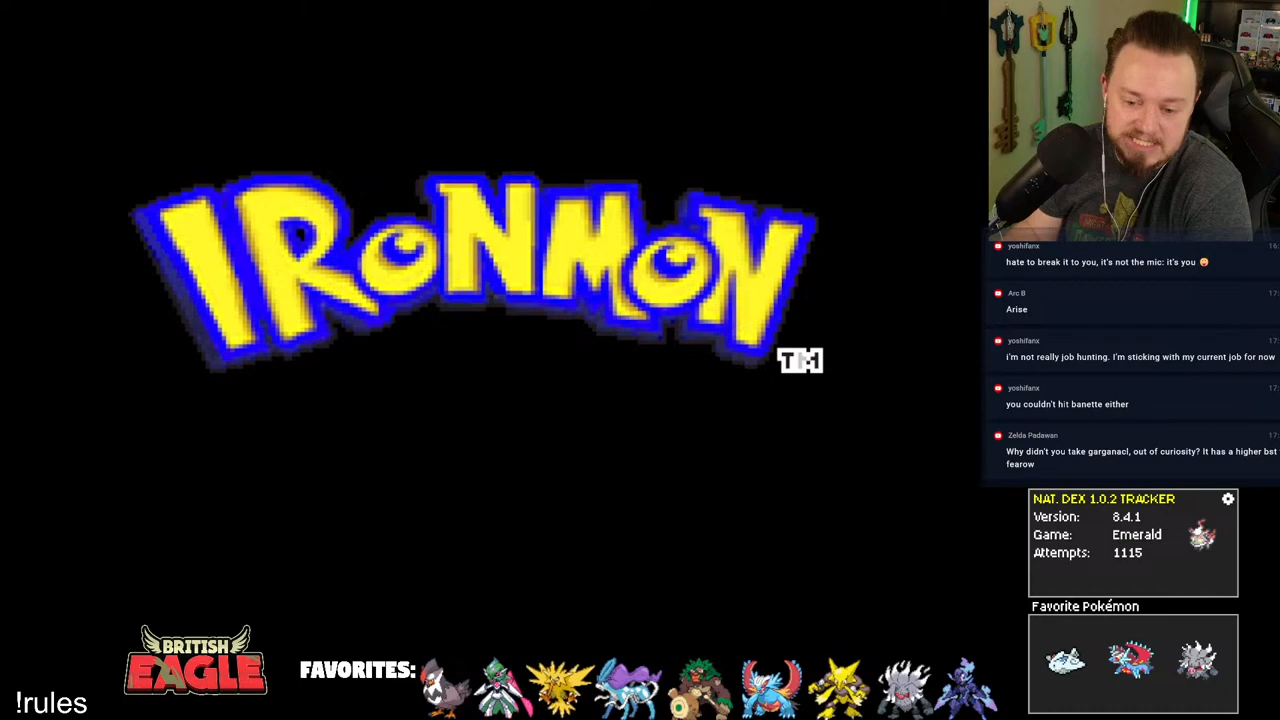 IRONMON
TM
yoshifanx
hate to break it to you, it's not the mic: it's you
Arc B
Arise
yoshifanx
i'm not really job hunting. I'm sticking with my current job for now
yoshifanx
you couldn't hit banette either
Zelda Padawan
Why didn't you take garganacl, out of curiosity? It has a higher bst
fearow
NAT. DEX 1.0.2 TRACKER
Version: 8.4.1
Game: Emerald
Attempts: 1115
Favorite Pokémon
BRITISH
EAGLE
FAVORITES:
!rules